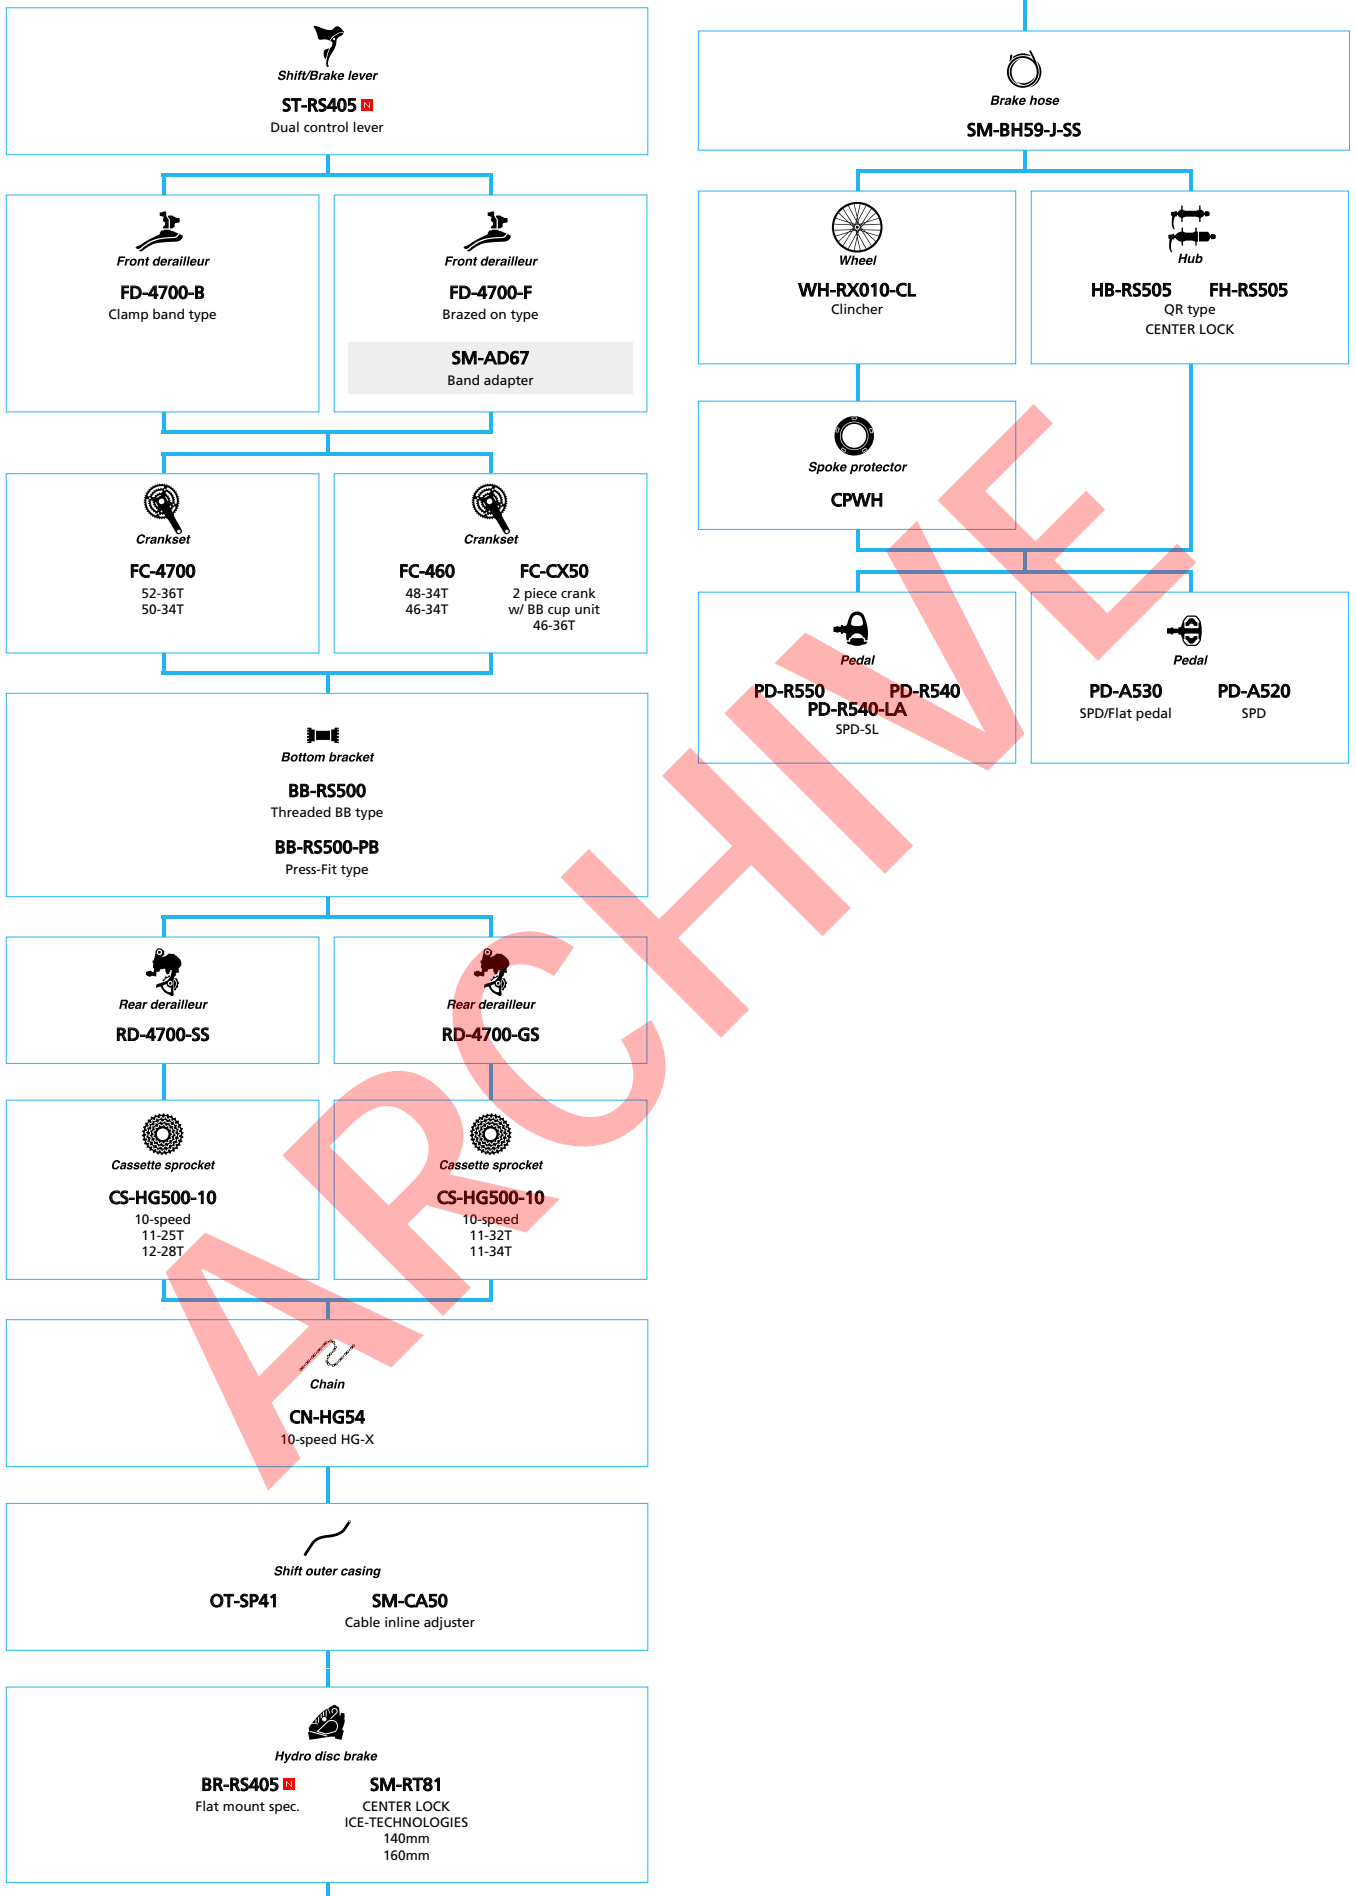 Shift/Brake lever
ST-RS405 N
Dual control lever
Front derailleur
FD-4700-B
Clamp band type
Front derailleur
FD-4700-F
Brazed on type
SM-AD67
Band adapter
Crankset
FC-4700
52-36T
50-34T
Crankset
FC-460
48-34T
46-34T
FC-CX50
2 piece crank
w/ BB cup unit
46-36T
Bottom bracket
BB-RS500
Threaded BB type
BB-RS500-PB
Press-Fit type
Rear derailleur
RD-4700-SS
Rear derailleur
RD-4700-GS
Cassette sprocket
CS-HG500-10
10-speed
11-25T
12-28T
Cassette sprocket
CS-HG500-10
10-speed
11-32T
11-34T
Chain
CN-HG54
10-speed HG-X
Shift outer casing
OT-SP41
SM-CA50
Cable inline adjuster
Hydro disc brake
BR-RS405 N
Flat mount spec.
SM-RT81
CENTER LOCK
ICE-TECHNOLOGIES
140mm
160mm
Brake hose
SM-BH59-J-SS
Wheel
WH-RX010-CL
Clincher
Hub
HB-RS505 FH-RS505
QR type
CENTER LOCK
Spoke protector
CPWH
Pedal
PD-R550 PD-R540
PD-R540-LA
SPD-SL
Pedal
PD-A530
SPD/Flat pedal
PD-A520
SPD
ARCHIVE